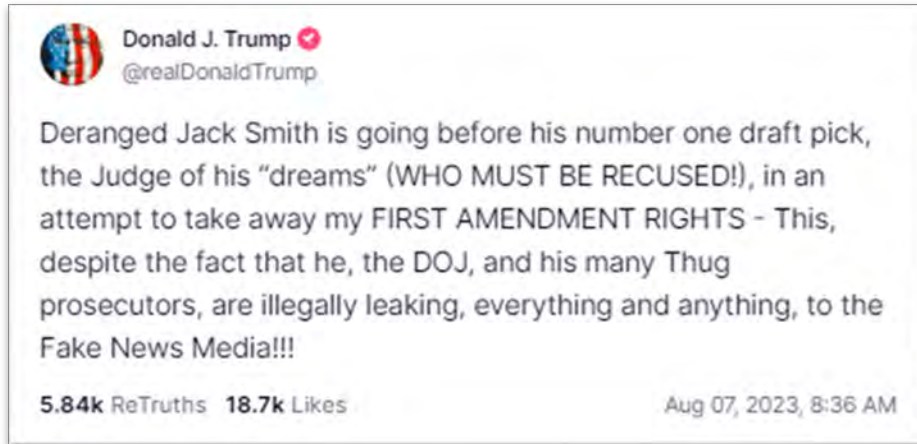 Donald J. Trump
@realDonaldTrump
Deranged Jack Smith is going before his number one draft pick,
the Judge of his “dreams” (WHO MUST BE RECUSED!), in an
attempt to take away my FIRST AMENDMENT RIGHTS - This,
despite the fact that he, the DOJ, and his many Thug
prosecutors, are illegally leaking, everything and anything, to the
Fake News Media!!!
5.84k ReTruths 18.7k Likes Aug 07, 2023, 8:36 AM